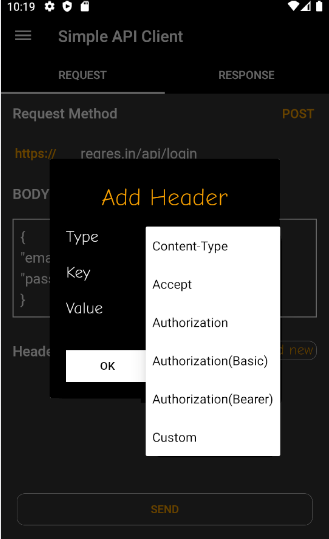 10:19
Simple API Client
REQUEST
RESPONSE
Request Method
POST
https://
reqres.in/api/login
BODY
{
"ema
"pas
}
Add Header
Type
Key
Value
Content-Type
Accept
Authorization
Authorization(Basic)
Authorization(Bearer)
Custom
OK
Heade
d new
SEND